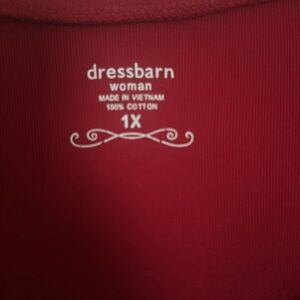 dressbarn
woman
MADE IN VIETNAM
100% COTTON
1X